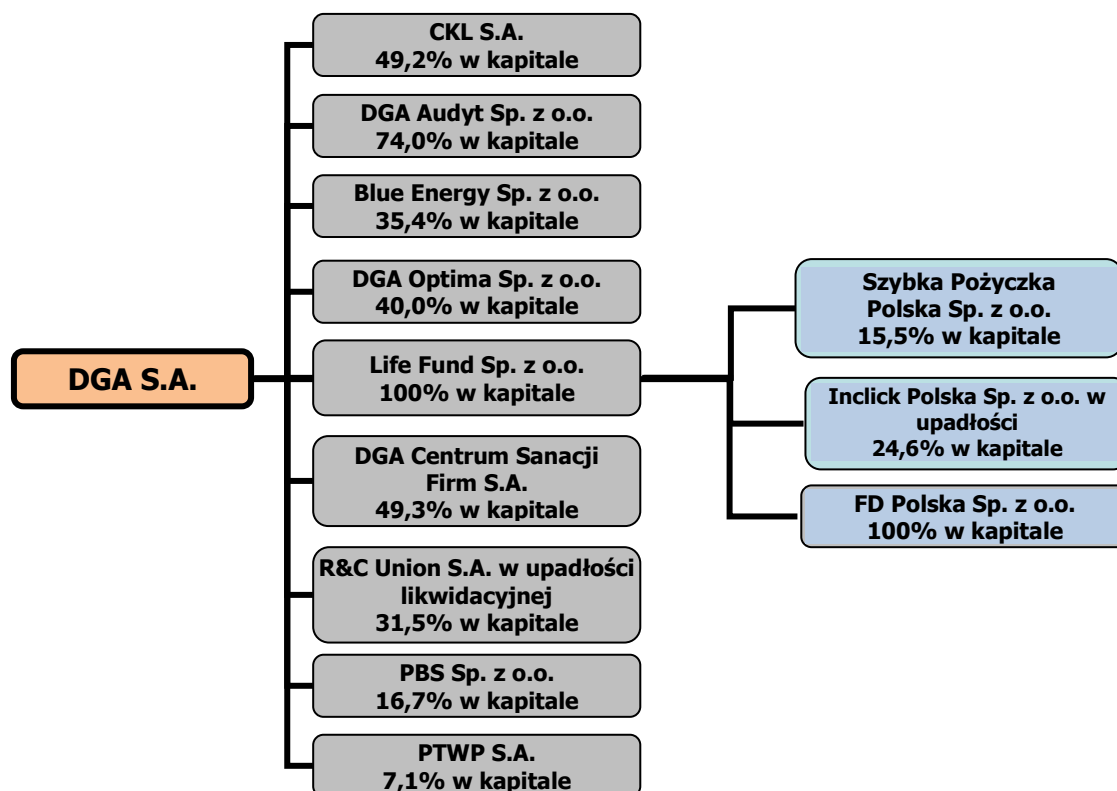 CKL S.A.
49,2% w kapitale
DGA Audyt Sp. z o.o.
74,0% w kapitale
Blue Energy Sp. z o.o.
35,4% w kapitale
DGA Optima Sp. z o.o.
40,0% w kapitale
DGA S.A.
Life Fund Sp. z o.o.
100% w kapitale
DGA Centrum Sanacji
Firm S.A.
49,3% w kapitale
R&C Union S.A. w upadłości
likwidacyjnej
31,5% w kapitale
PBS Sp. z o.o.
16,7% w kapitale
PTWP S.A.
7,1% w kapitale
Szybka Pożyczka
Polska Sp. z o.o.
15,5% w kapitale
Inclick Polska Sp. z o.o. w
upadłości
24,6% w kapitale
FD Polska Sp. z o.o.
100% w kapitale